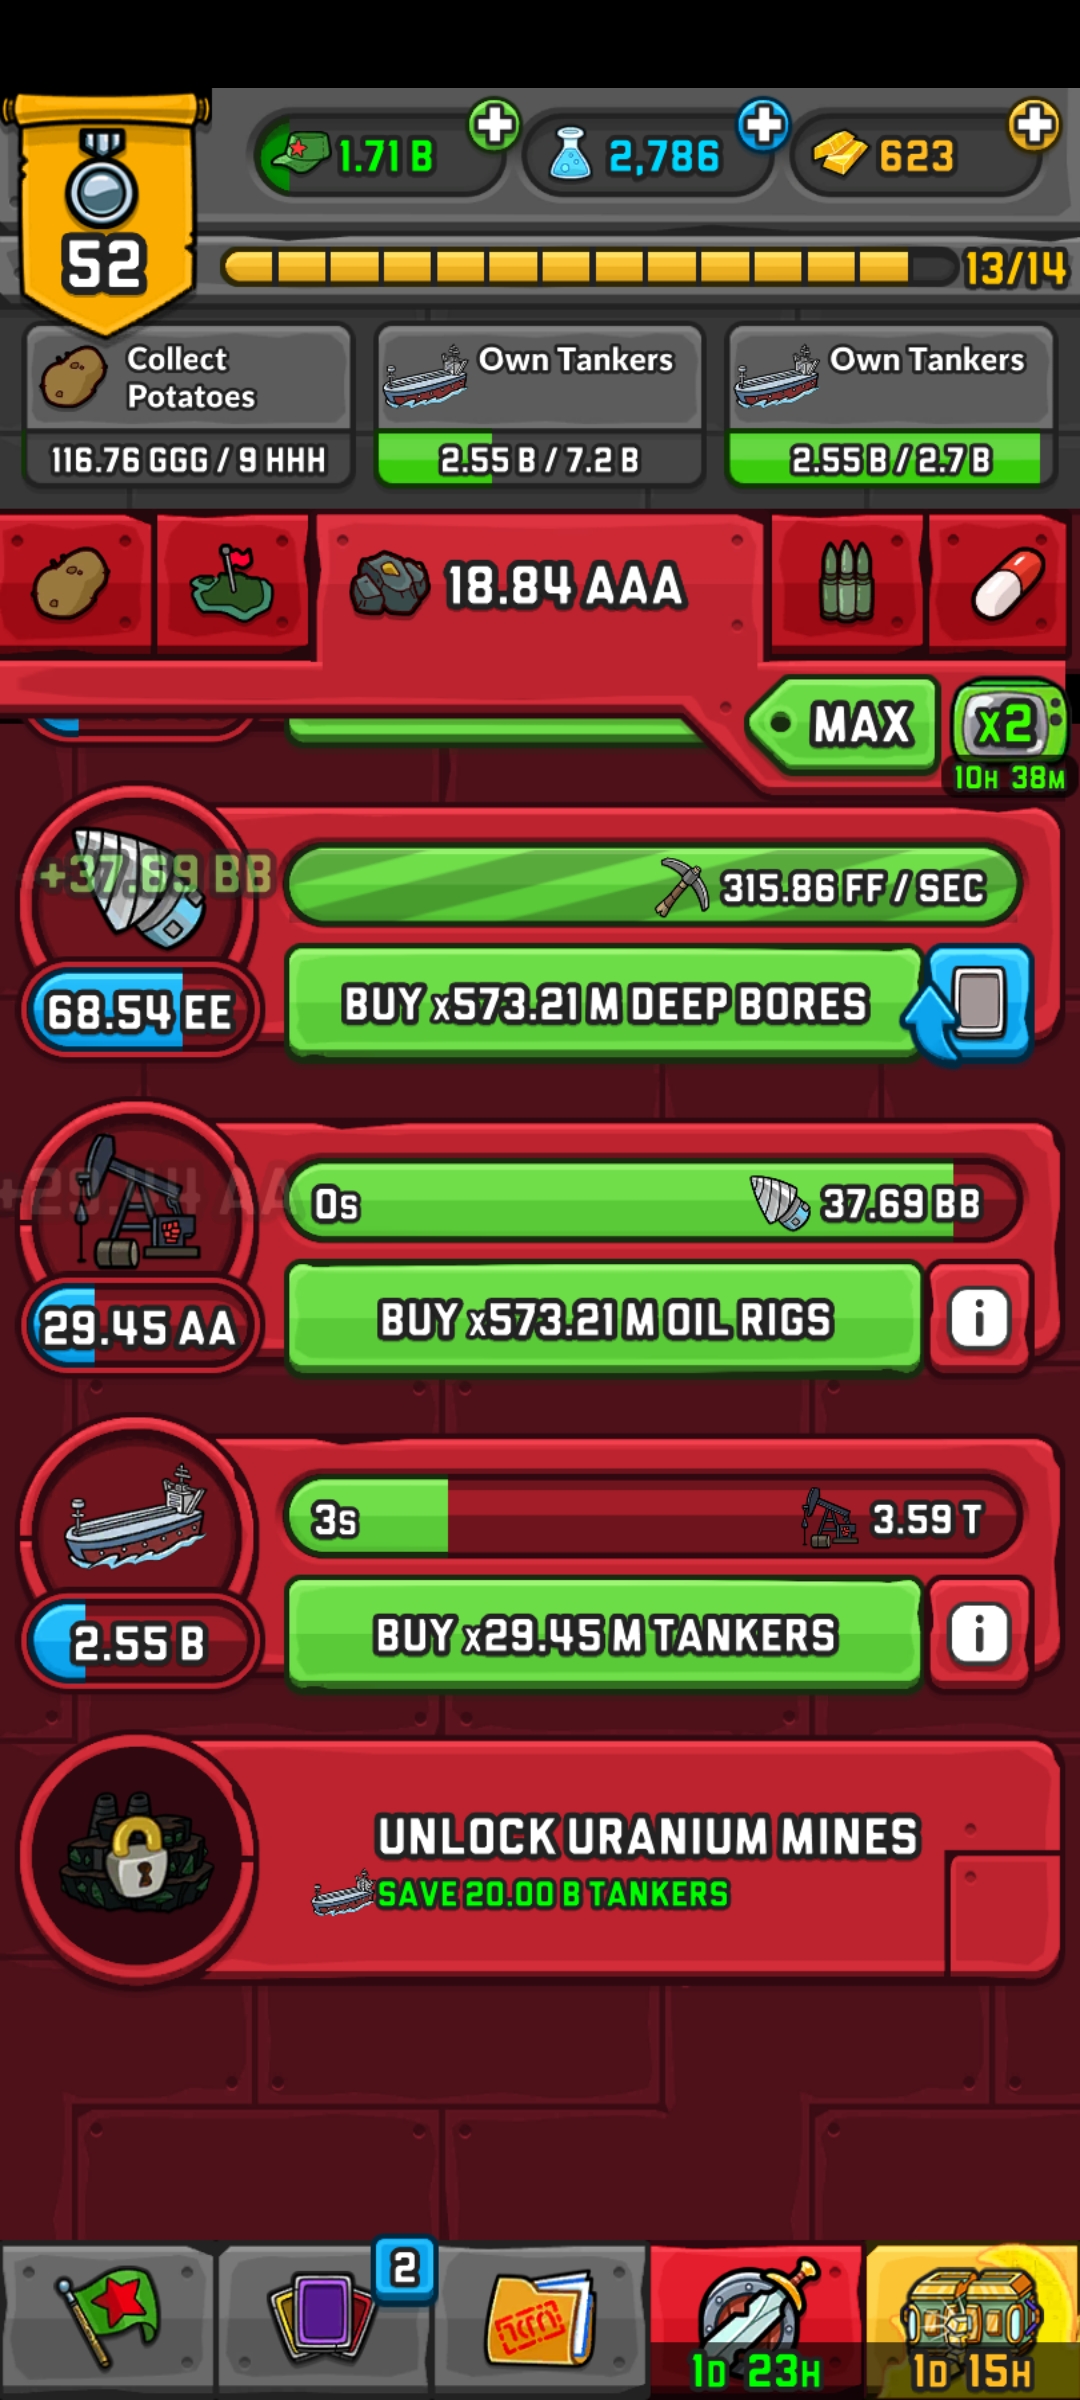 1.71 B
2,786
623
52
13/14
Collect
Potatoes
116.76 GGG / 9 HHH
Own Tankers
2.55 B / 7.2 B
Own Tankers
2.55 B / 2.7 B
18.84 AAA
MAX
x2
10H 38M
+37.69 BB
315.86 FF / SEC
68.54 EE
BUY x573.21 M DEEP BORES
+29.44 AA
0s
37.69 BB
29.45 AA
BUY x573.21 M OIL RIGS
i
3s
3.59 T
2.55 B
BUY x29.45 M TANKERS
i
UNLOCK URANIUM MINES
SAVE 20.00 B TANKERS
2
1D 23H
1D 15H